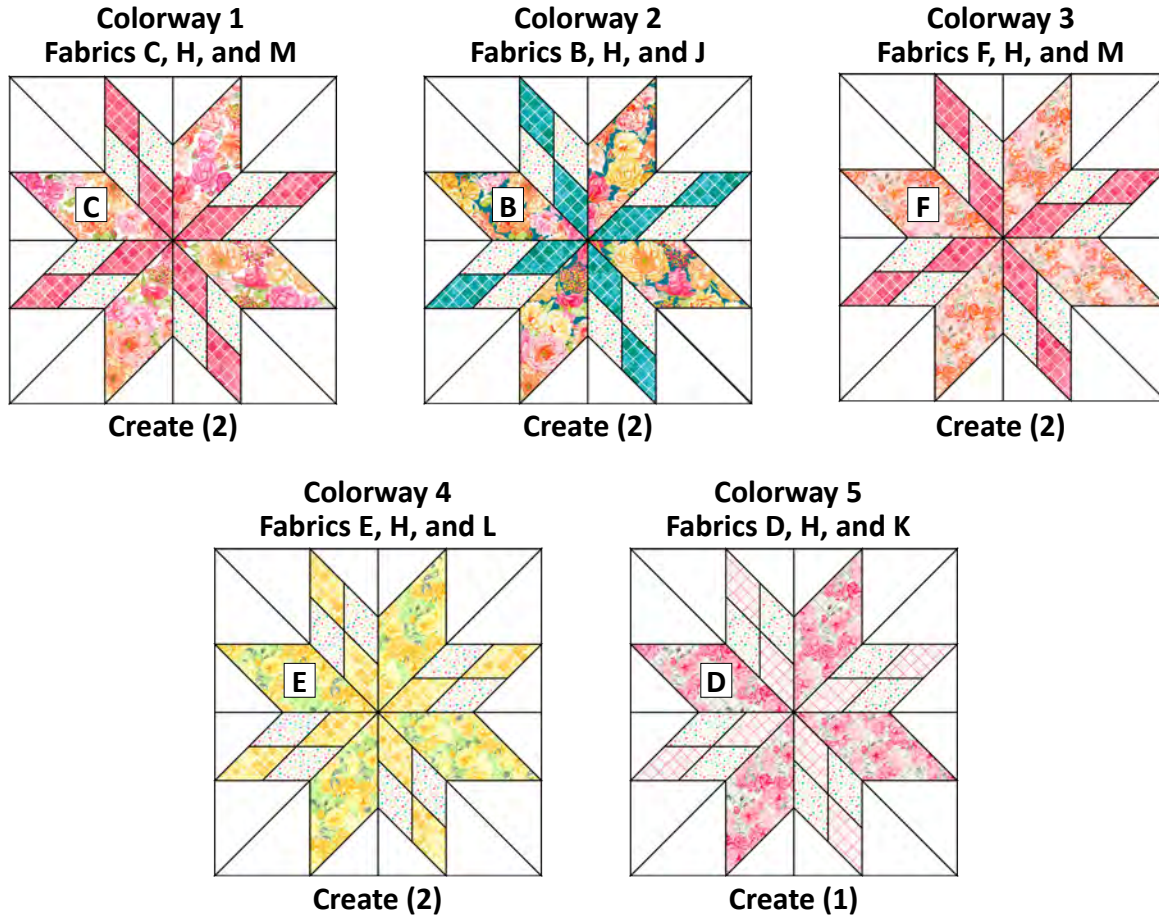 Colorway 1
Fabrics C, H, and M
C
Create (2)
Colorway 2
Fabrics B, H, and J
B
Create (2)
Colorway 3
Fabrics F, H, and M
F
Create (2)
Colorway 4
Fabrics E, H, and L
E
Create (2)
Colorway 5
Fabrics D, H, and K
D
Create (1)